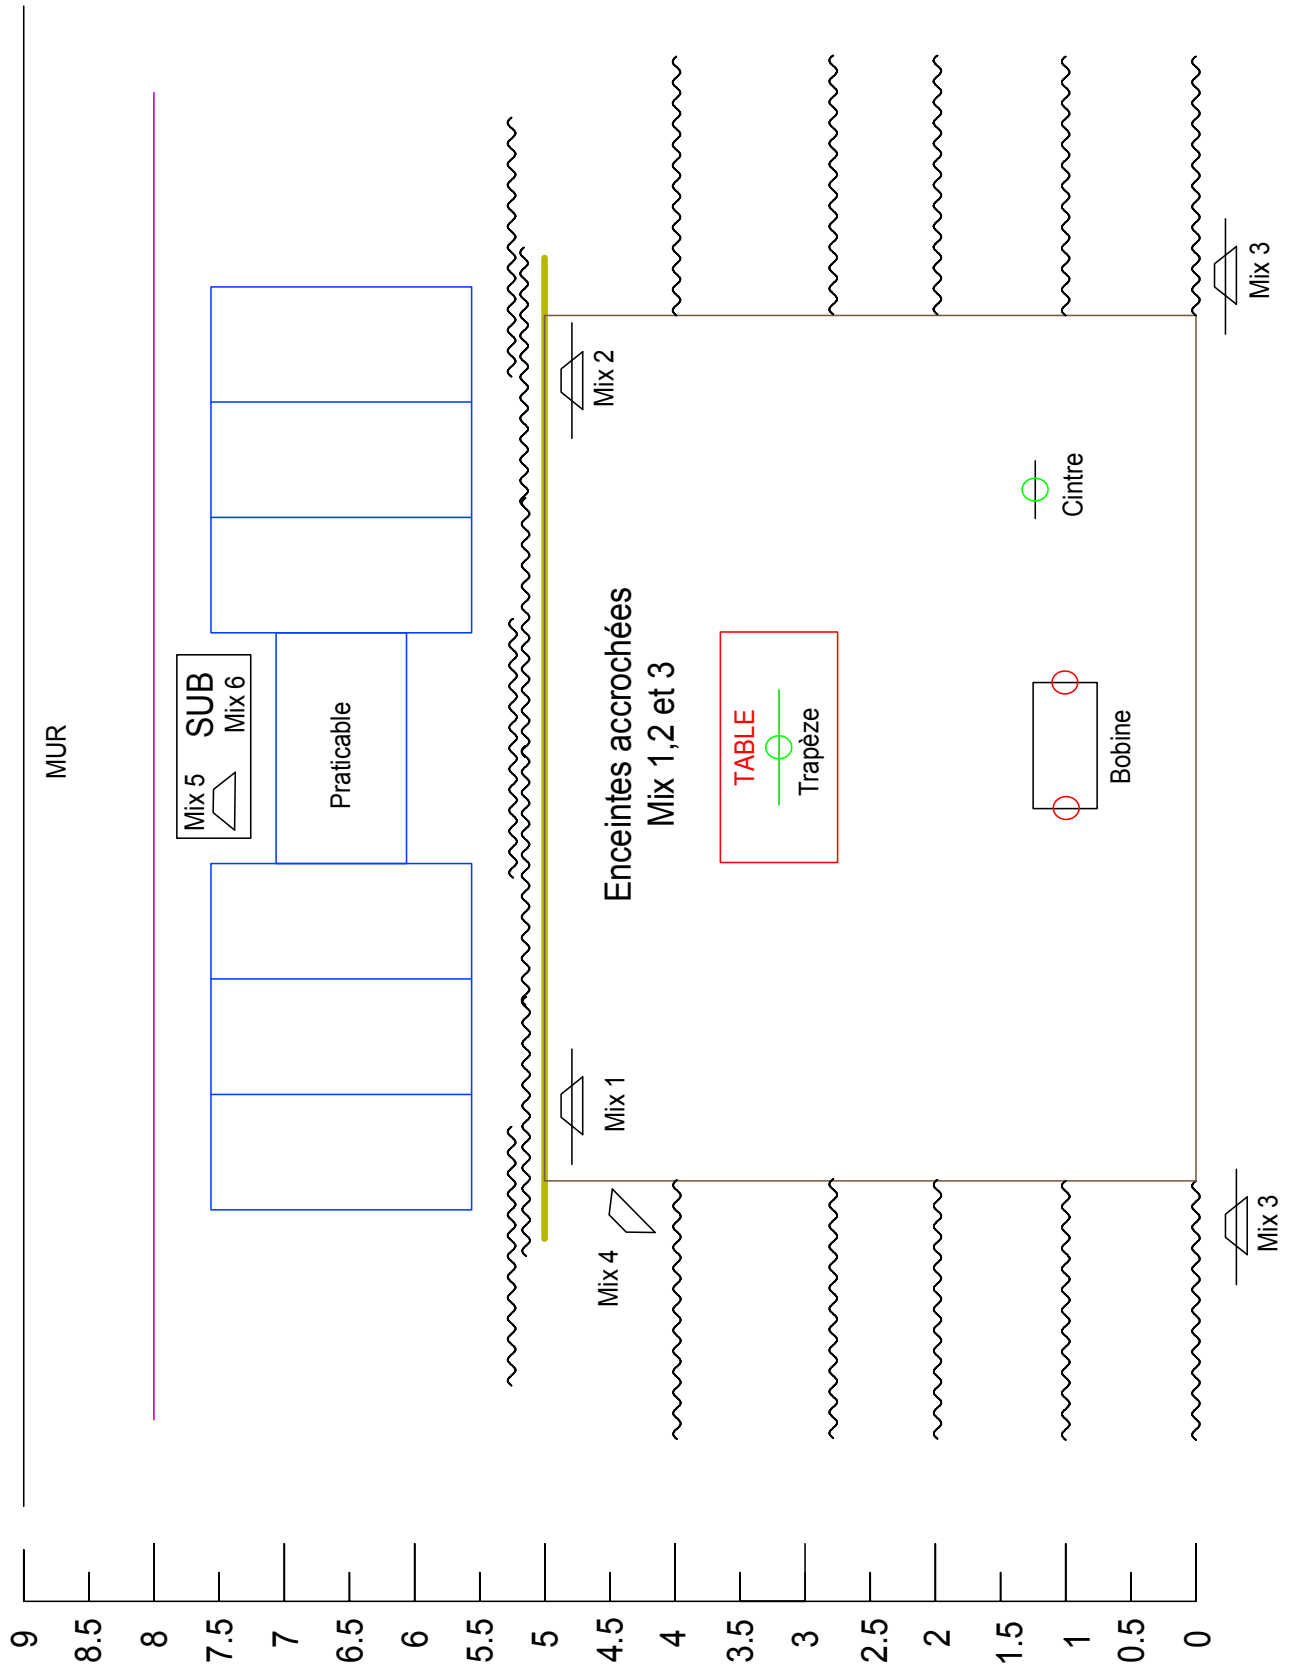 MUR
Mix 5
SUB
Mix 6
Praticable
Mix 1
Mix 2
Mix 4
Enceintes accrochées
Mix 1,2 et 3
TABLE
Trapèze
Cintre
Bobine
Mix 3
Mix 3
9
8.5
8
7.5
7
6.5
6
5.5
5
4.5
4
3.5
3
2.5
2
1.5
1
0.5
0